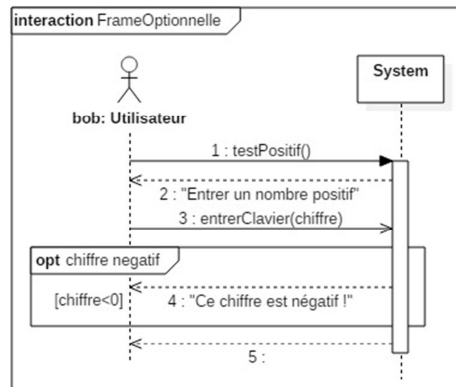 interaction FrameOptionnelle
System
bob: Utilisateur
1 : testPositif()
2 : "Entrer un nombre positif"
3 : entrerClavier(chiffre)
opt chiffre negatif
[chiffre<0]
4 : "Ce chiffre est négatif !"
5 :